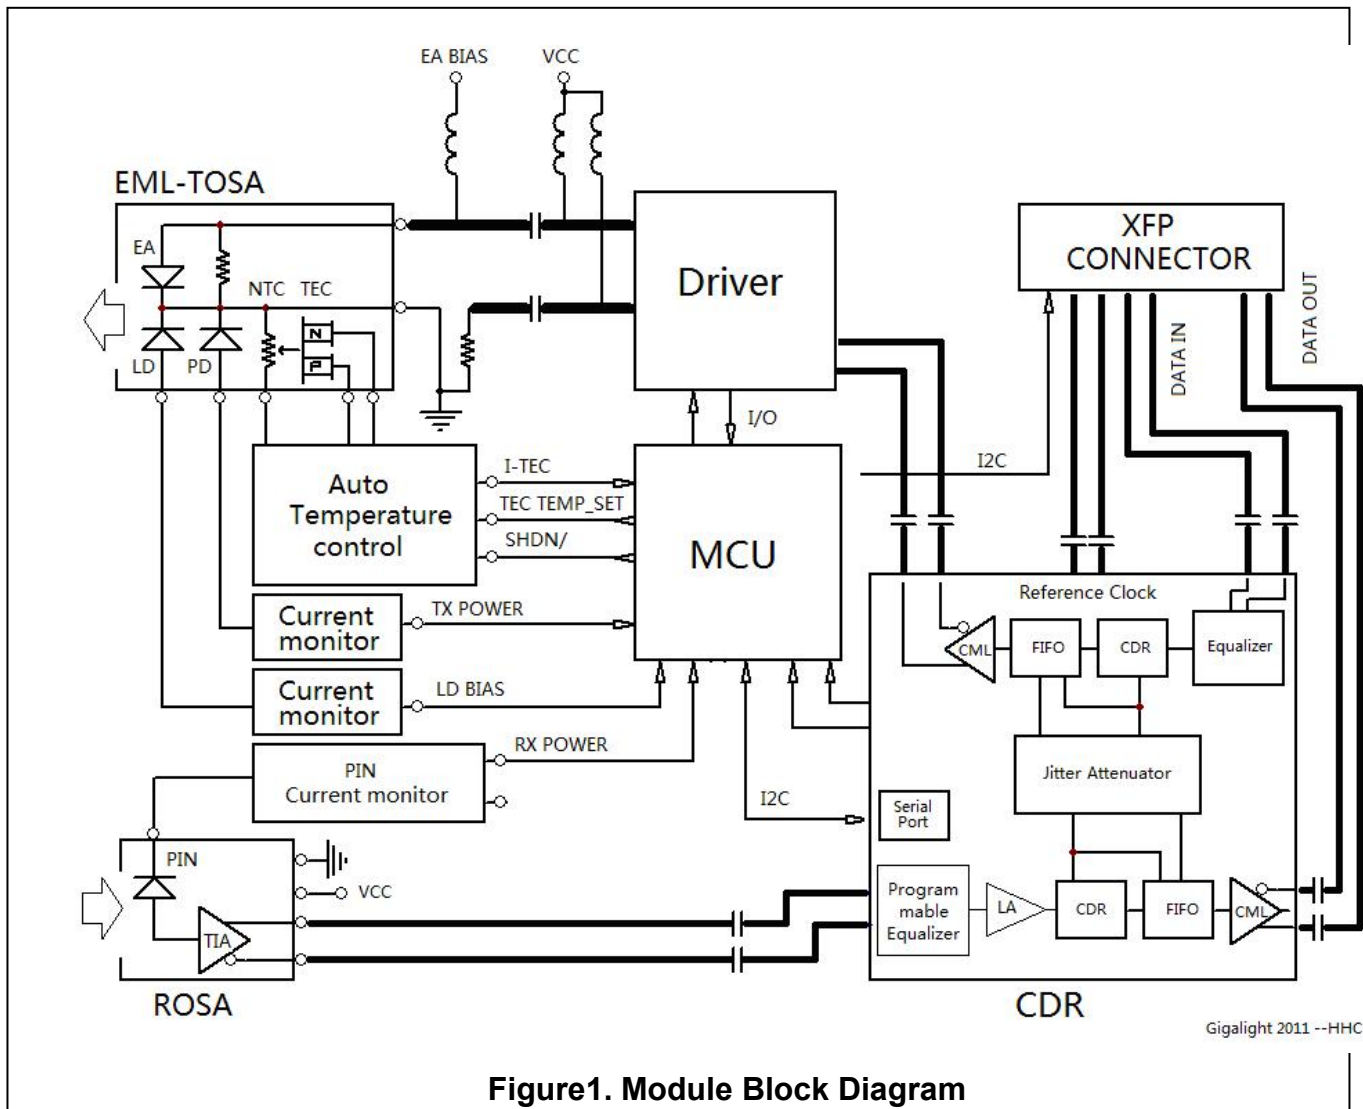 EA BIAS
VCC
EML-TOSA
EA
NTC TEC
LD
PD
N
P
Driver
XFP
CONNECTOR
DATA IN
DATA OUT
I/O
I2C
Auto
Temperature
control
I-TEC
TEC TEMP_SET
SHDN/
MCU
Current
monitor
TX POWER
Current
monitor
LD BIAS
PIN
Current monitor
RX POWER
I2C
Reference Clock
CML
FIFO
CDR
Equalizer
Jitter Attenuator
Serial
Port
Program
mable
Equalizer
LA
CDR
FIFO
CML
PIN
VCC
TIA
ROSA
CDR
Gigalight 2011 --HHC
Figure1. Module Block Diagram